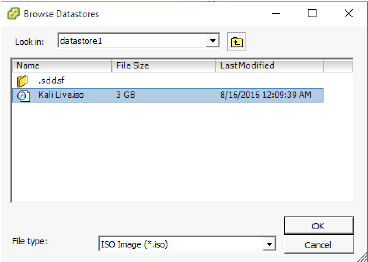 Browse Datastores
Look in: datastore1
Name File Size Last Modified
.sdd.sf
Kali Live.iso 3 GB 8/16/2016 12:09:39 AM
OK
File type: ISO Image (*.iso)
Cancel